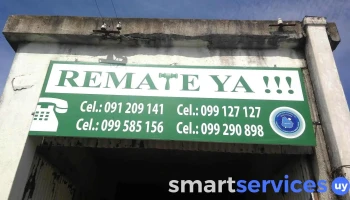 REMATE YA !!!
Cel.: 091 209 141 Cel.: 099 127 127
Cel.: 099 585 156 Cel.: 099 290 898
smartservices uy